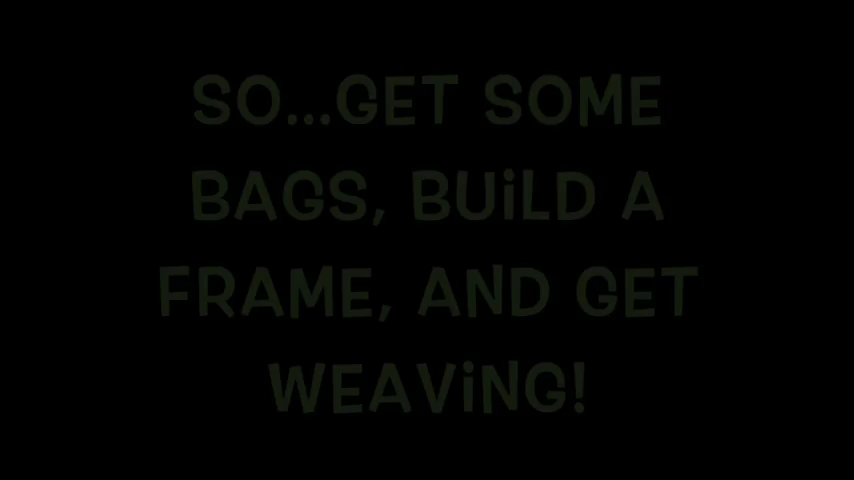 SO...GET SOME
BAGS, BUiLD A
FRAME, AND GET
WEAViNG!